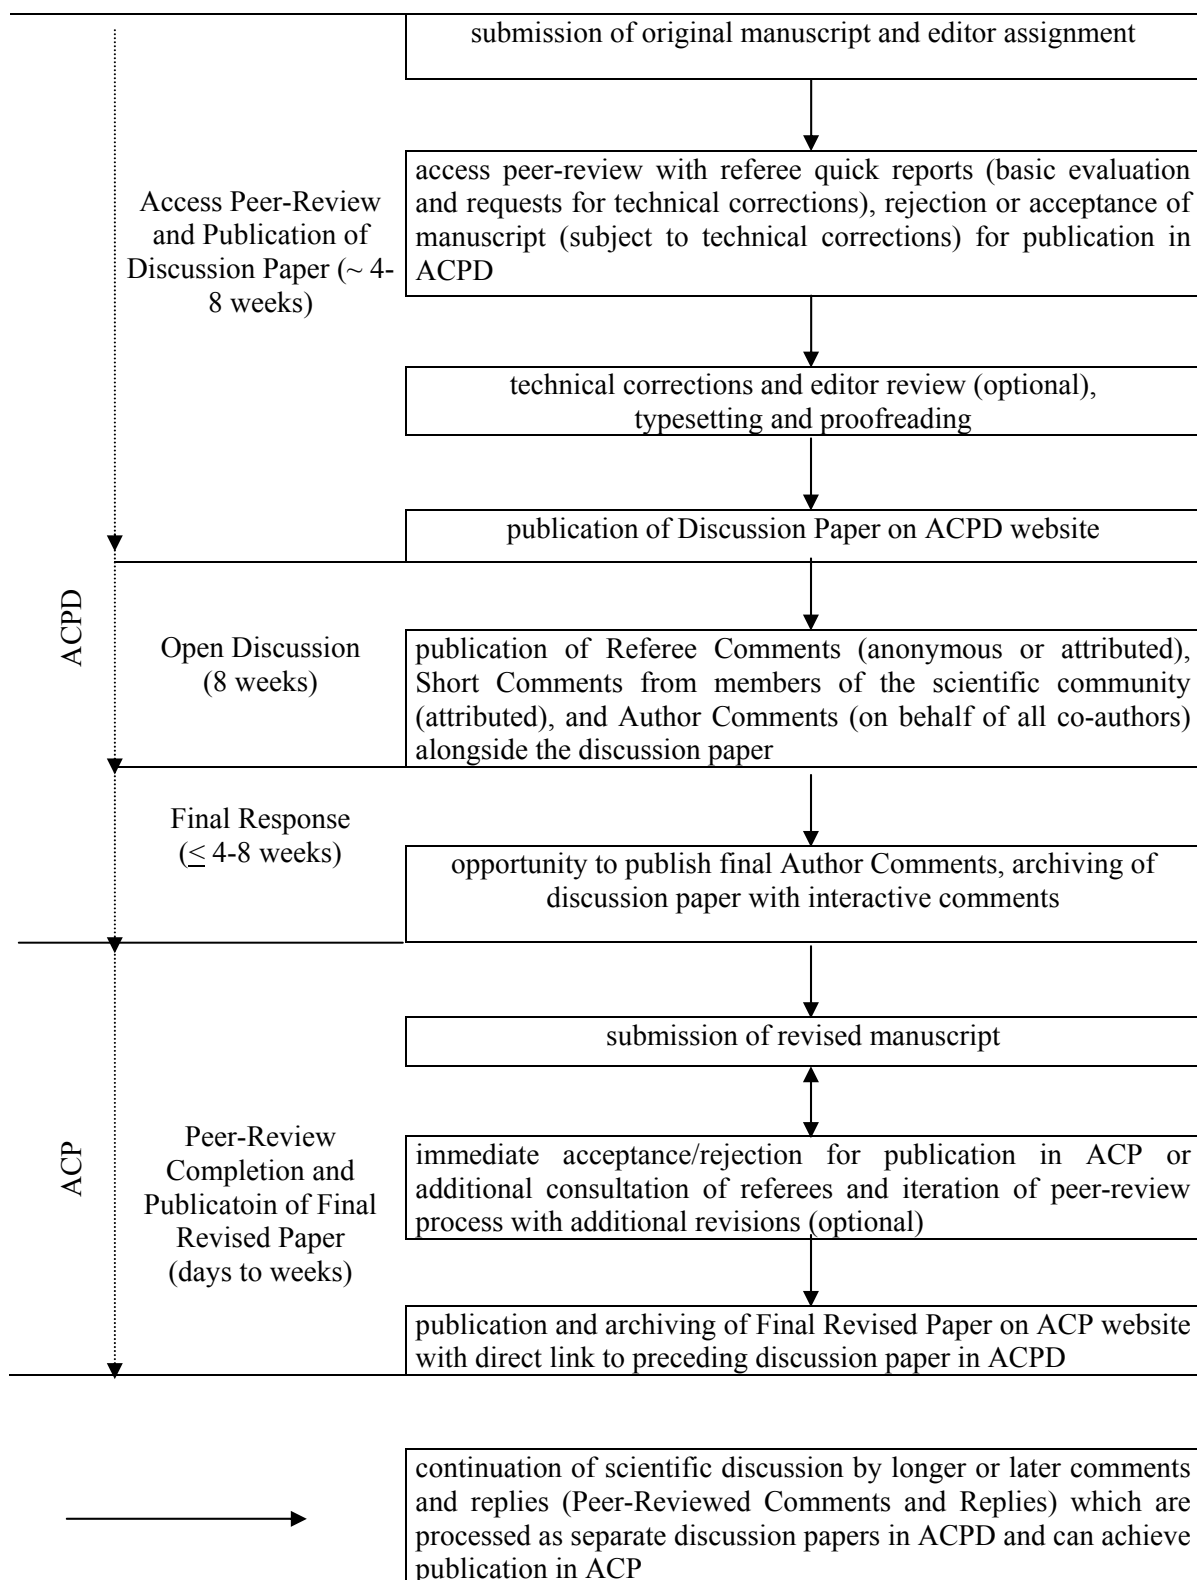 submission of original manuscript and editor assignment
access peer-review with referee quick reports (basic evaluation
and requests for technical corrections), rejection or acceptance of
manuscript (subject to technical corrections) for publication in
ACPD
Access Peer-Review
and Publication of
Discussion Paper (~ 4-
8 weeks)
technical corrections and editor review (optional),
typesetting and proofreading
publication of Discussion Paper on ACPD website
ACPD
Open Discussion
(8 weeks)
publication of Referee Comments (anonymous or attributed),
Short Comments from members of the scientific community
(attributed), and Author Comments (on behalf of all co-authors)
alongside the discussion paper
Final Response
(≤ 4-8 weeks)
opportunity to publish final Author Comments, archiving of
discussion paper with interactive comments
submission of revised manuscript
ACP
Peer-Review
Completion and
Publicatoin of Final
Revised Paper
(days to weeks)
immediate acceptance/rejection for publication in ACP or
additional consultation of referees and iteration of peer-review
process with additional revisions (optional)
publication and archiving of Final Revised Paper on ACP website
with direct link to preceding discussion paper in ACPD
continuation of scientific discussion by longer or later comments
and replies (Peer-Reviewed Comments and Replies) which are
processed as separate discussion papers in ACPD and can achieve
publication in ACP